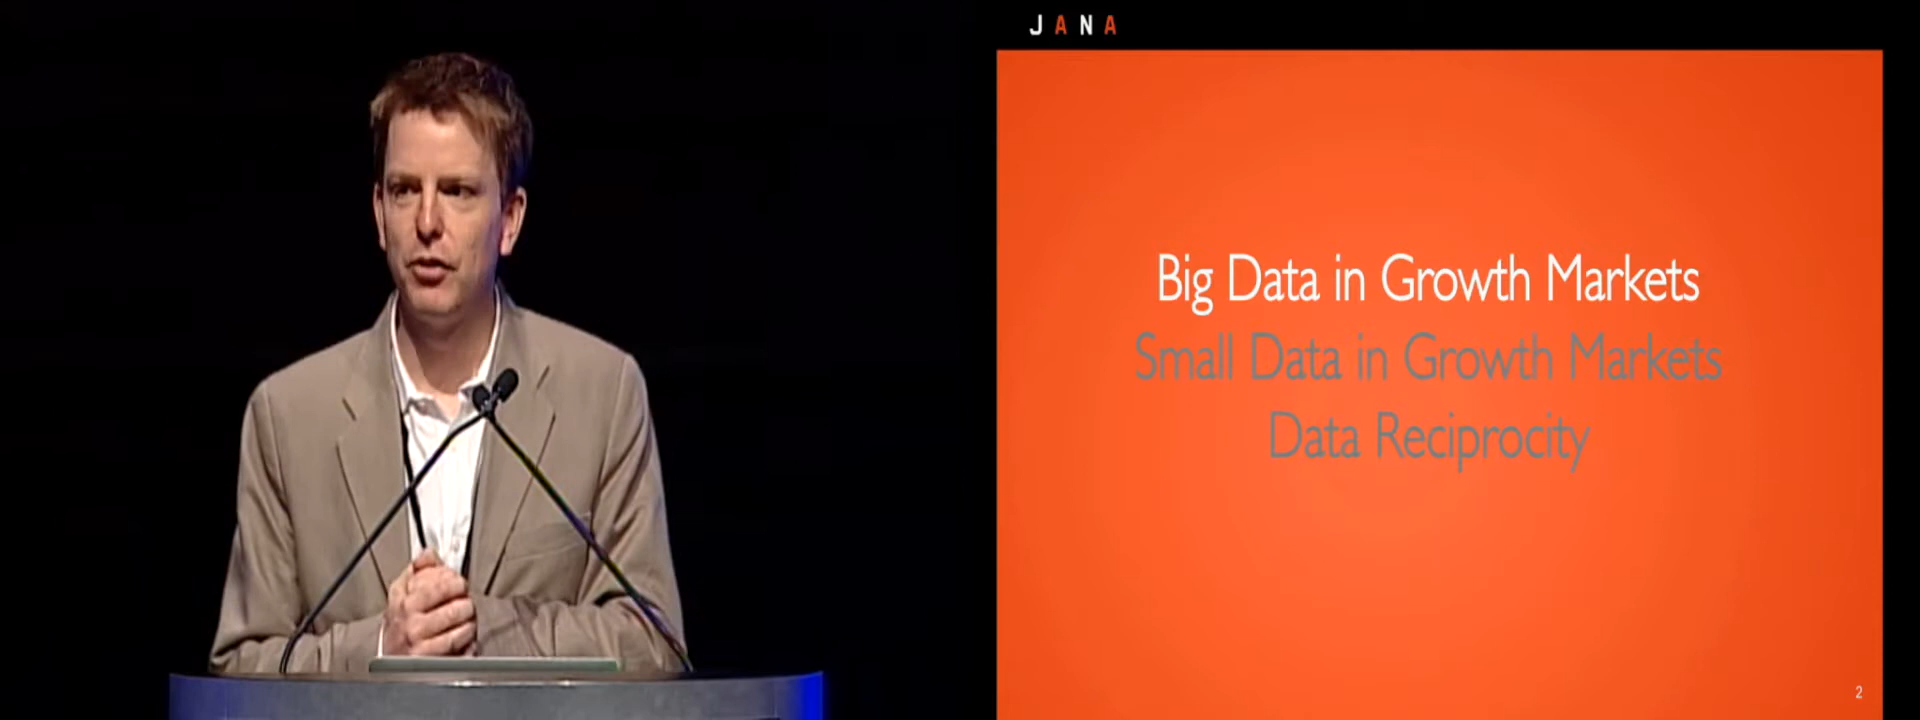 JANA
Big Data in Growth Markets
Small Data in Growth Markets
Data Reciprocity
2